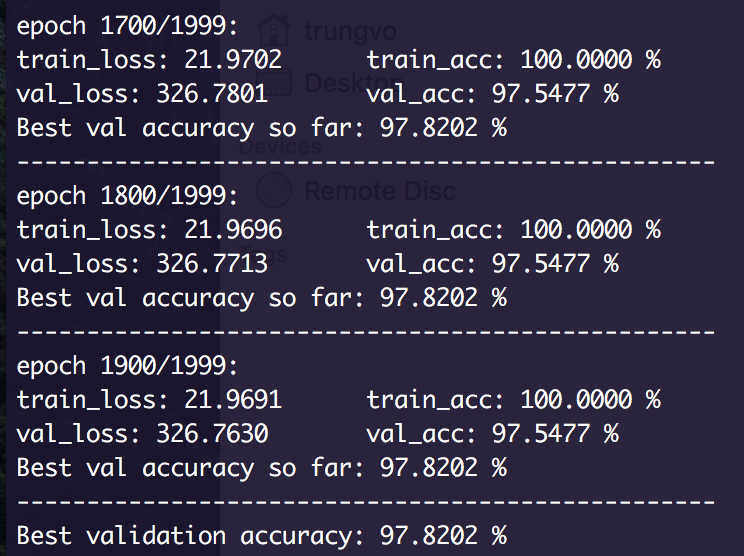 epoch 1700/1999:
train_loss: 21.9702 train_acc: 100.0000 %
val_loss: 326.7801 val_acc: 97.5477 %
Best val accuracy so far: 97.8202 %
--------------------------------------------------
epoch 1800/1999:
train_loss: 21.9696 train_acc: 100.0000 %
val_loss: 326.7713 val_acc: 97.5477 %
Best val accuracy so far: 97.8202 %
--------------------------------------------------
epoch 1900/1999:
train_loss: 21.9691 train_acc: 100.0000 %
val_loss: 326.7630 val_acc: 97.5477 %
Best val accuracy so far: 97.8202 %
--------------------------------------------------
Best validation accuracy: 97.8202 %
trungvo
Desktop
Devices
Remote Disc
Tags